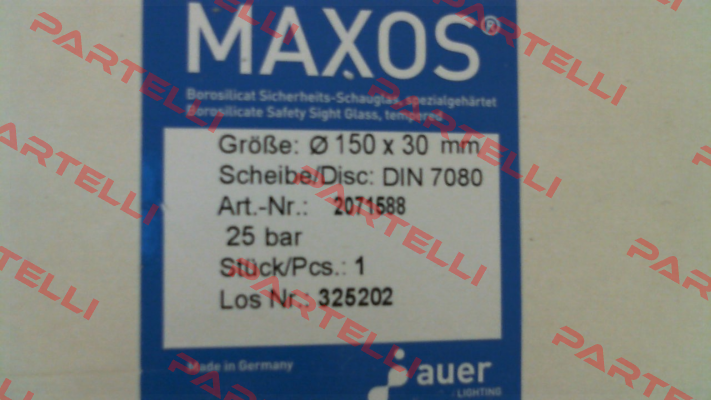 MAXOS®
Borosilicat Sicherheits-Schauglas, spezialgehärtet
Borosilicate Safety Sight Glass, tempered
Größe: Ø 150 x 30 mm
Scheibe/Disc: DIN 7080
Art.-Nr.: 2071588
25 bar
Stück/Pcs.: 1
Los Nr.: 325202
Made in Germany
auer
LIGHTING
PARTELLI
PARTELLI
PARTELLI
PARTELLI
PARTELLI
PARTELLI
PARTELLI
PARTELLI
PARTELLI